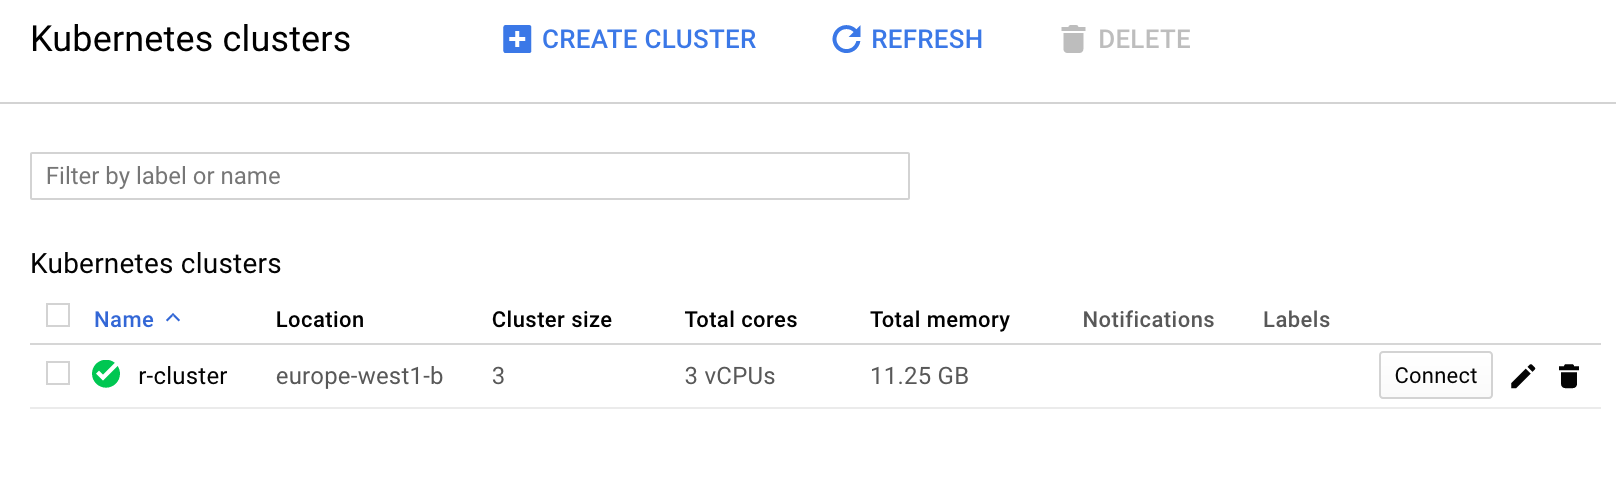 Kubernetes clusters CREATE CLUSTER REFRESH DELETE
Filter by label or name
Kubernetes clusters
Name Location Cluster size Total cores Total memory Notifications Labels
r-cluster europe-west1-b 3 3 vCPUs 11.25 GB Connect